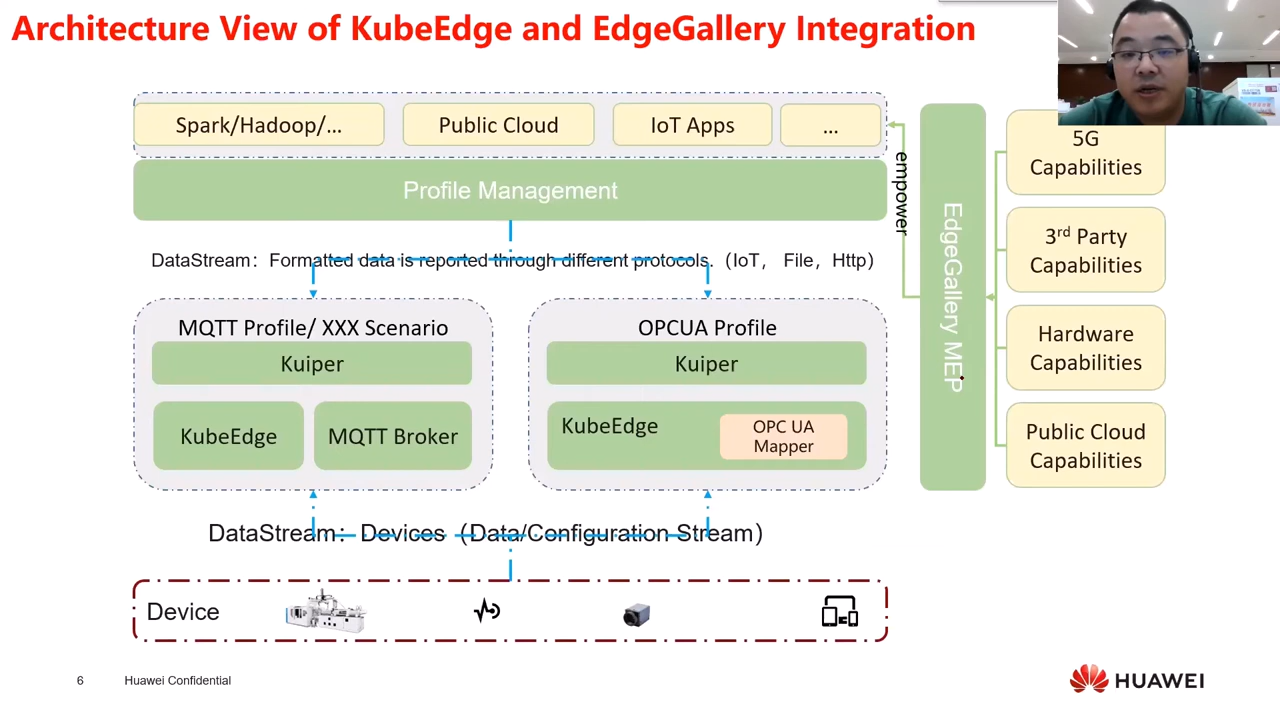 Architecture View of KubeEdge and EdgeGallery Integration
Spark/Hadoop/...
Public Cloud
IoT Apps
...
Profile Management
empower
DataStream：Formatted data is reported through different protocols.（IoT， File，Http）
MQTT Profile/ XXX Scenario
Kuiper
KubeEdge
MQTT Broker
OPCUA Profile
Kuiper
KubeEdge
OPC UA
Mapper
EdgeGallery MEP
5G
Capabilities
3rd Party
Capabilities
Hardware
Capabilities
Public Cloud
Capabilities
DataStream：Devices（Data/Configuration Stream）
Device
6
Huawei Confidential
HUAWEI